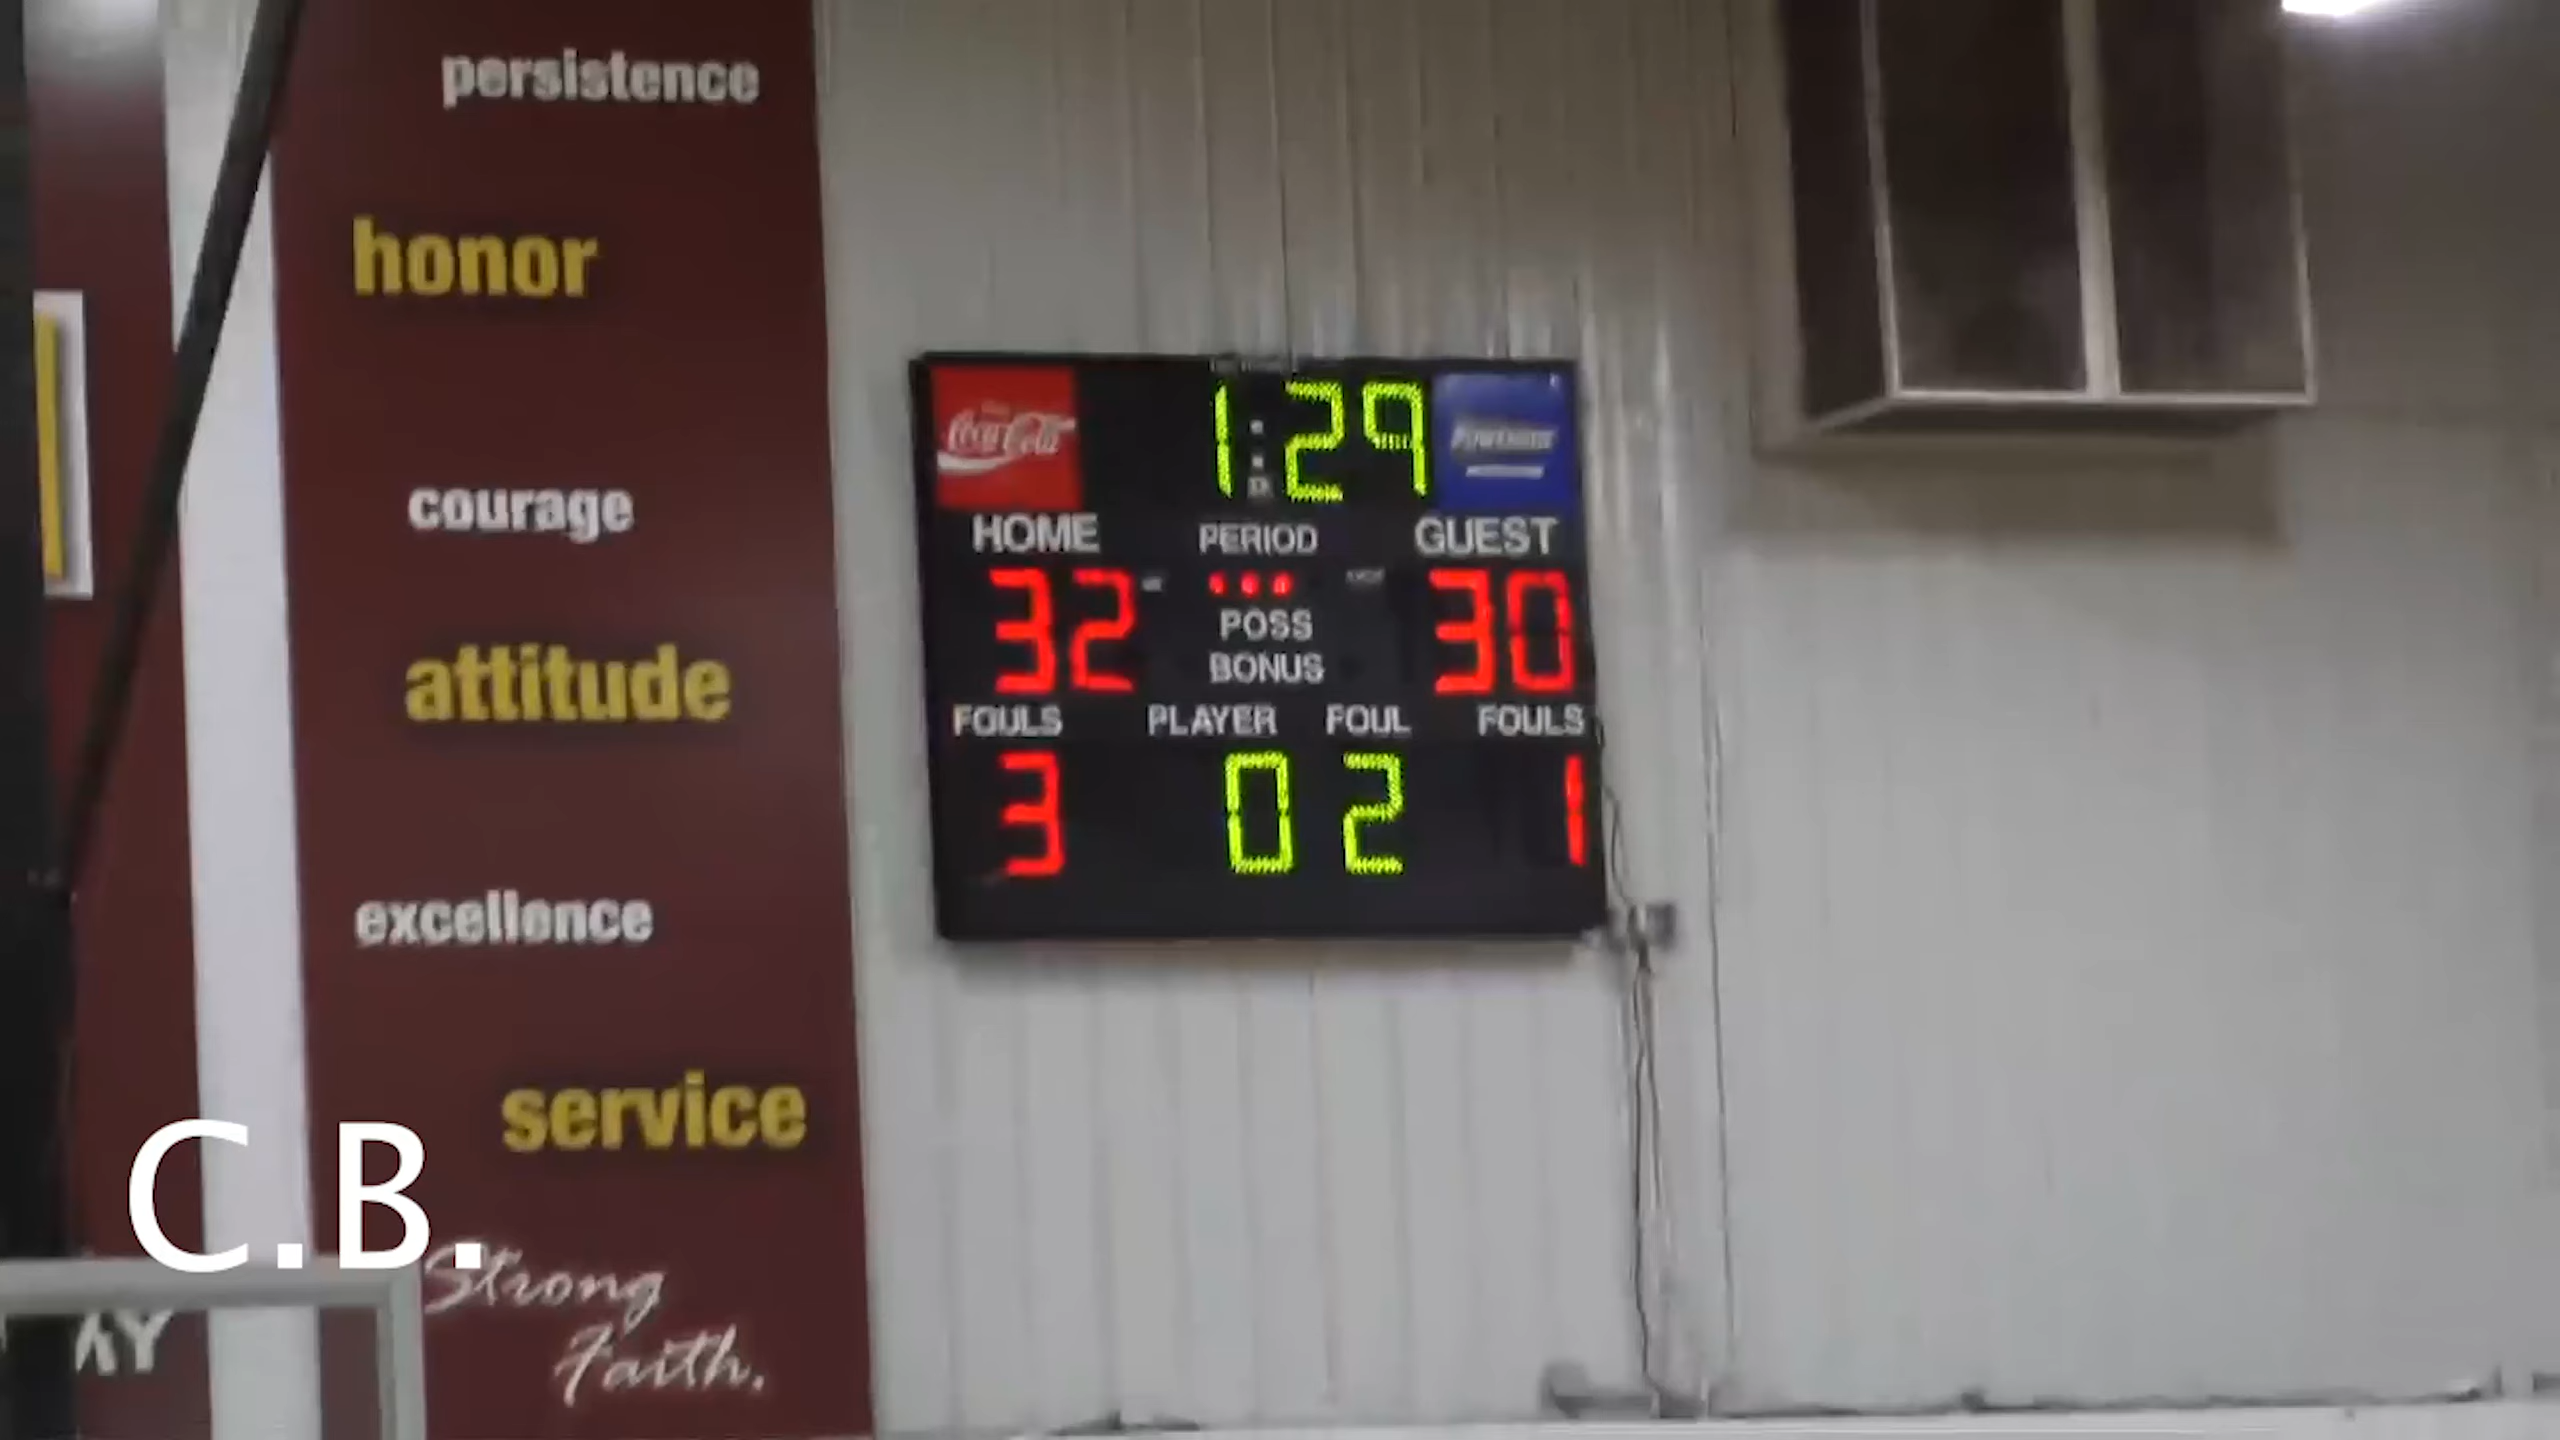 persistence
honor
courage
attitude
excellence
service
Strong
Faith.
Coca-Cola
1:29
HOME PERIOD GUEST
32 30
POSS
BONUS
FOULS PLAYER FOUL FOULS
3 0 2 1
C.B.
AY